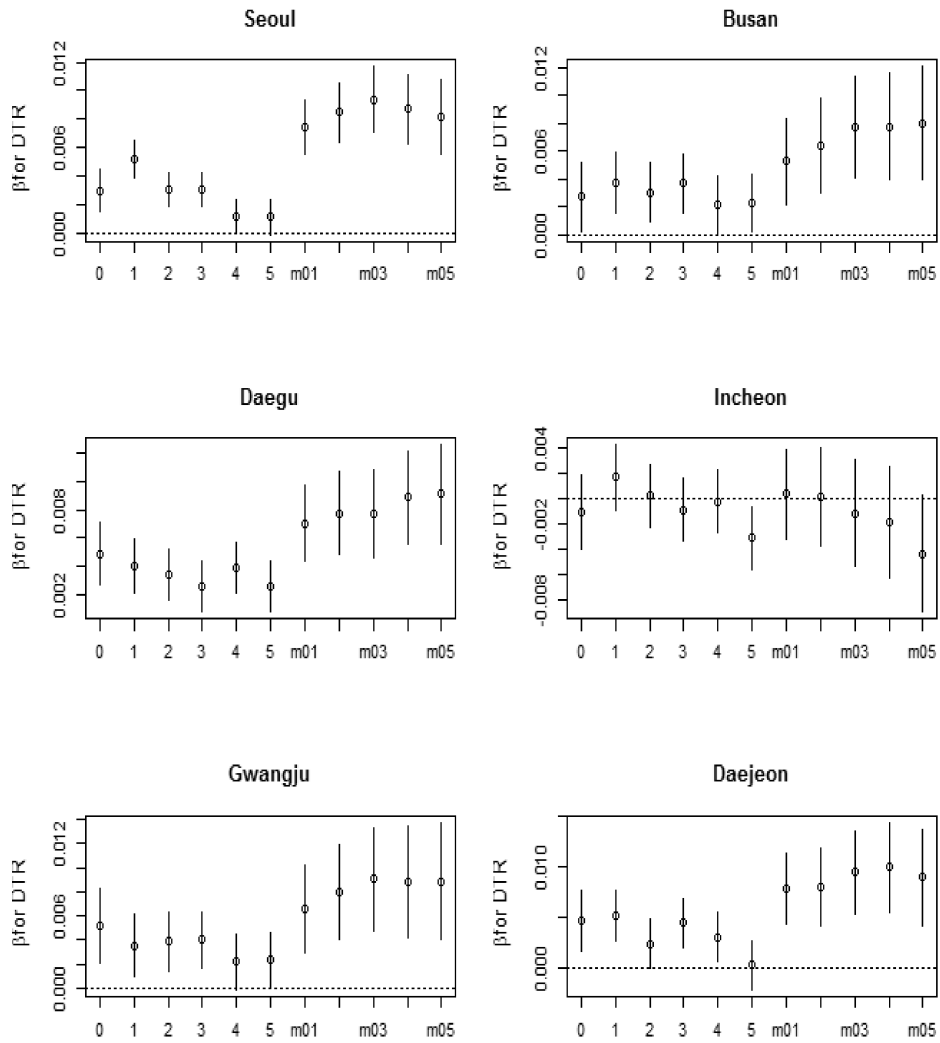 Seoul
βfor DTR
0.012
0.006
0.000
0 1 2 3 4 5 m01 m03 m05
Busan
βfor DTR
0.012
0.006
0.000
0 1 2 3 4 5 m01 m03 m05
Daegu
βfor DTR
0.008
0.002
0 1 2 3 4 5 m01 m03 m05
Incheon
βfor DTR
0.004
-0.002
-0.008
0 1 2 3 4 5 m01 m03 m05
Gwangju
βfor DTR
0.012
0.006
0.000
0 1 2 3 4 5 m01 m03 m05
Daejeon
βfor DTR
0.010
0.000
0 1 2 3 4 5 m01 m03 m05